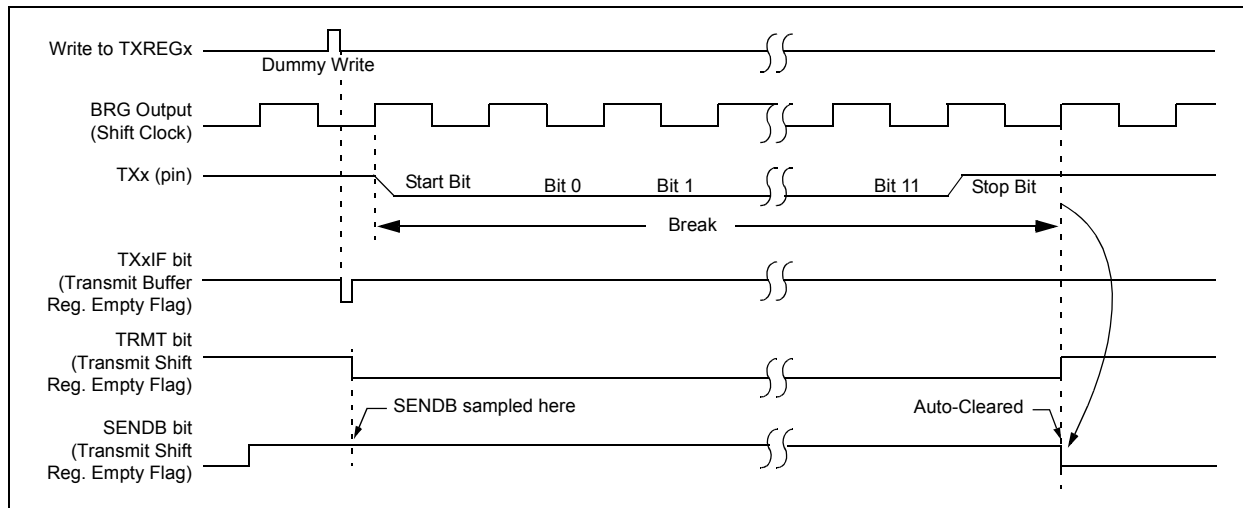 Write to TXREGx
Dummy Write
BRG Output
(Shift Clock)
TXx (pin)
Start Bit
Bit 0
Bit 1
Bit 11
Stop Bit
Break
TXxIF bit
(Transmit Buffer
Reg. Empty Flag)
TRMT bit
(Transmit Shift
Reg. Empty Flag)
SENDB sampled here
Auto-Cleared
SENDB bit
(Transmit Shift
Reg. Empty Flag)